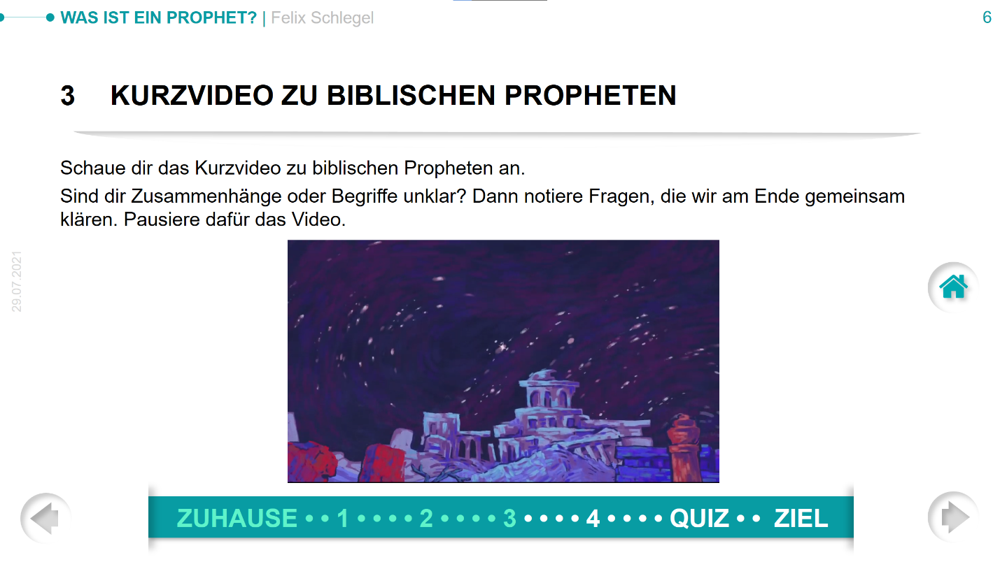 WAS IST EIN PROPHET? | Felix Schlegel
6
3 KURZVIDEO ZU BIBLISCHEN PROPHETEN
Schaue dir das Kurzvideo zu biblischen Propheten an.
Sind dir Zusammenhänge oder Begriffe unklar? Dann notiere Fragen, die wir am Ende gemeinsam
klären. Pausiere dafür das Video.
29.07.2021
ZUHAUSE • • 1 • • • • 2 • • • • 3 • • • • 4 • • • • QUIZ • • ZIEL